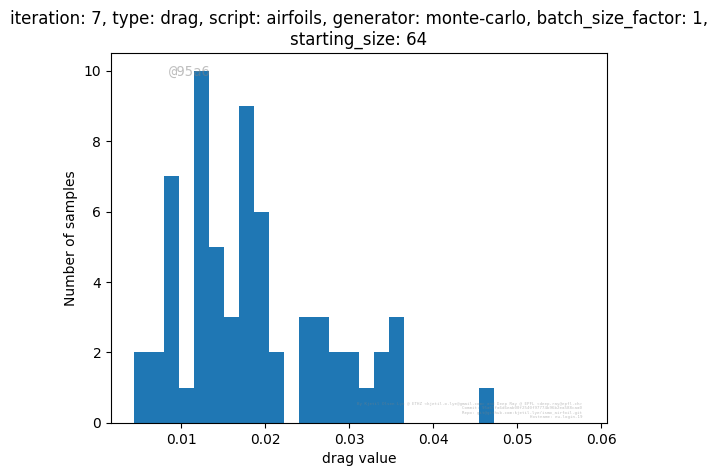 iteration: 7, type: drag, script: airfoils, generator: monte-carlo, batch_size_factor: 1,
starting_size: 64
@95a6
10
8
6
4
2
0
Number of samples
0.01 0.02 0.03 0.04 0.05 0.06
drag value